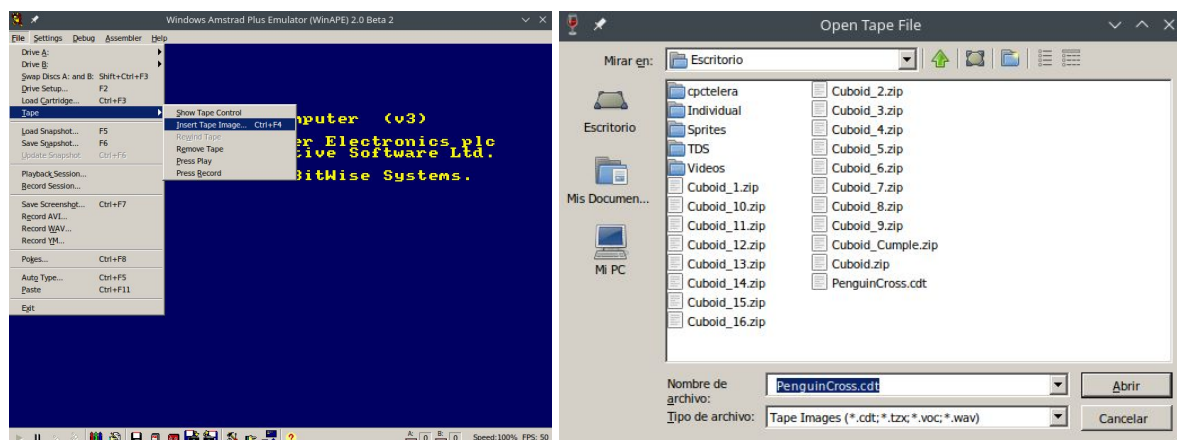 Windows Amstrad Plus Emulator (WinAPE) 2.0 Beta 2
File Settings Debug Assembler Help
Drive A:
Drive B:
Swap Discs A: and B: Shift+Ctrl+F3
Drive Setup... F2
Load Cartridge... Ctrl+F3
Tape
Load Snapshot... F5
Save Snapshot... F6
Update Snapshot Ctrl+F6
Playback Session...
Record Session...
Save Screenshot... Ctrl+F7
Record AVI...
Record WAV...
Record YM...
Pokes... Ctrl+F8
Auto Type... Ctrl+F5
Paste Ctrl+F11
Exit
Show Tape Control
Insert Tape Image... Ctrl+F4
Rewind Tape
Remove Tape
Press Play
Press Record
mputer (v3)
er Electronics plc
tive Software Ltd.
BitWise Systems.
A: 0 B: 0 Speed:100% FPS: 50
Open Tape File
Mirar en: Escritorio
Escritorio
Mis Documen...
Mi PC
cpctelera
Individual
Sprites
TDS
Videos
Cuboid_1.zip
Cuboid_10.zip
Cuboid_11.zip
Cuboid_12.zip
Cuboid_13.zip
Cuboid_14.zip
Cuboid_15.zip
Cuboid_16.zip
Cuboid_2.zip
Cuboid_3.zip
Cuboid_4.zip
Cuboid_5.zip
Cuboid_6.zip
Cuboid_7.zip
Cuboid_8.zip
Cuboid_9.zip
Cuboid_Cumple.zip
Cuboid.zip
PenguinCross.cdt
Nombre de archivo: PenguinCross.cdt
Abrir
Tipo de archivo: Tape Images (*.cdt;*.tzx;*.voc;*.wav)
Cancelar